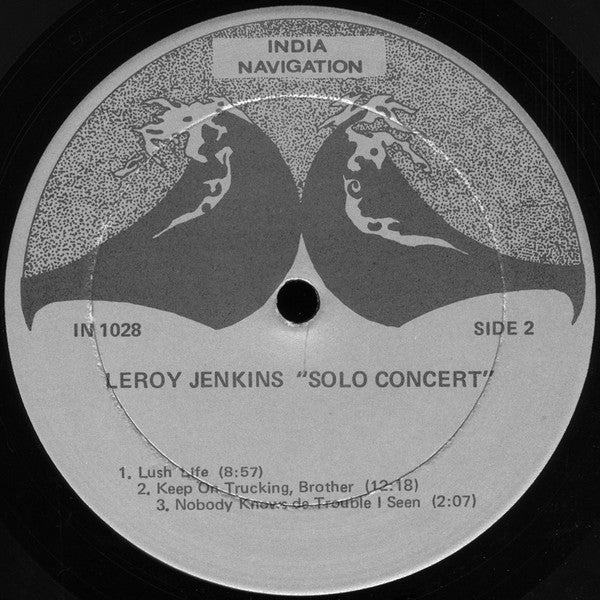 INDIA
NAVIGATION
IN 1028
SIDE 2
LEROY JENKINS "SOLO CONCERT"
1. Lush Life (8:57)
2. Keep On Trucking, Brother (12:18)
3. Nobody Knows de Trouble I Seen (2:07)